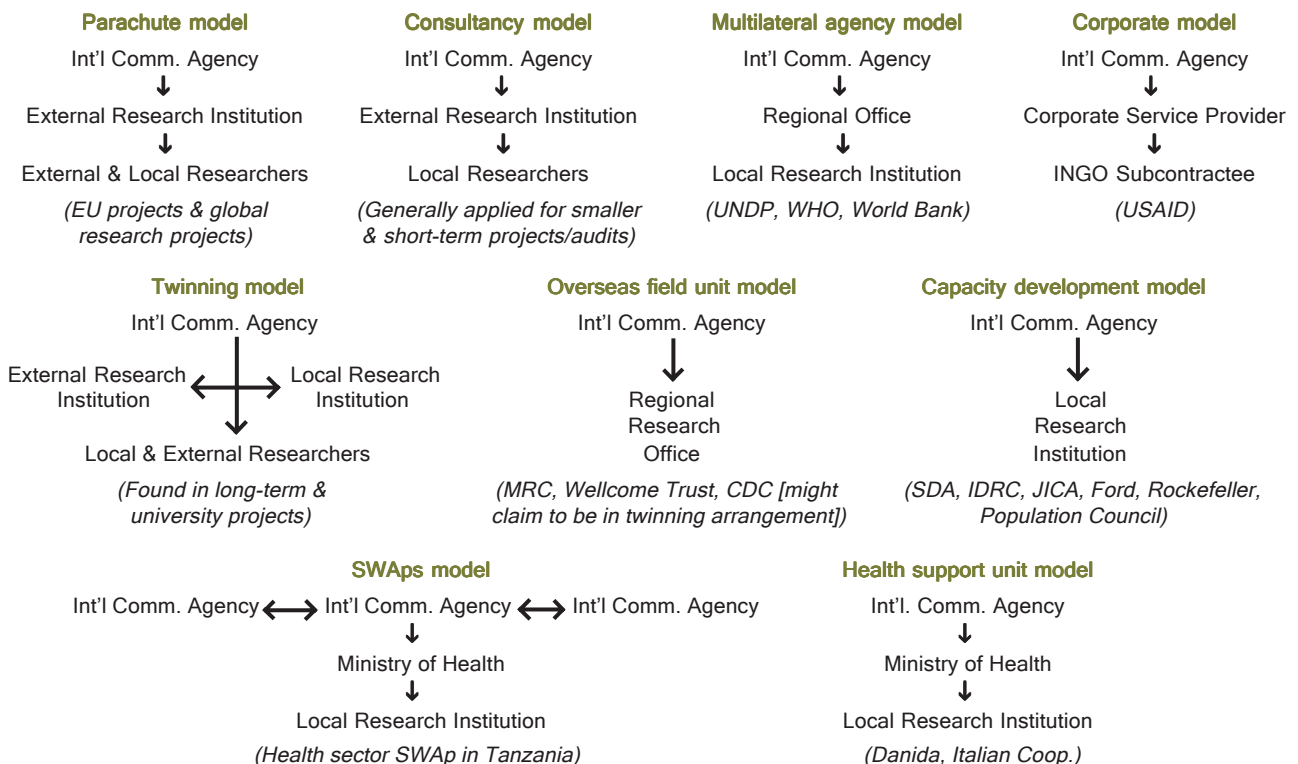 Parachute model
Int'l Comm. Agency
External Research Institution
External & Local Researchers
(EU projects & global
research projects)
Consultancy model
Int'l Comm. Agency
External Research Institution
Local Researchers
(Generally applied for smaller
& short-term projects/audits)
Multilateral agency model
Int'l Comm. Agency
Regional Office
Local Research Institution
(UNDP, WHO, World Bank)
Corporate model
Int'l Comm. Agency
Corporate Service Provider
INGO Subcontractee
(USAID)
Twinning model
Int'l Comm. Agency
External Research
Institution
Local Research
Institution
Local & External Researchers
(Found in long-term &
university projects)
Overseas field unit model
Int'l Comm. Agency
Regional
Research
Office
(MRC, Wellcome Trust, CDC [might
claim to be in twinning arrangement])
Capacity development model
Int'l Comm. Agency
Local
Research
Institution
(SDA, IDRC, JICA, Ford, Rockefeller,
Population Council)
SWAps model
Int'l Comm. Agency Int'l Comm. Agency Int'l Comm. Agency
Ministry of Health
Local Research Institution
(Health sector SWAp in Tanzania)
Health support unit model
Int'l. Comm. Agency
Ministry of Health
Local Research Institution
(Danida, Italian Coop.)